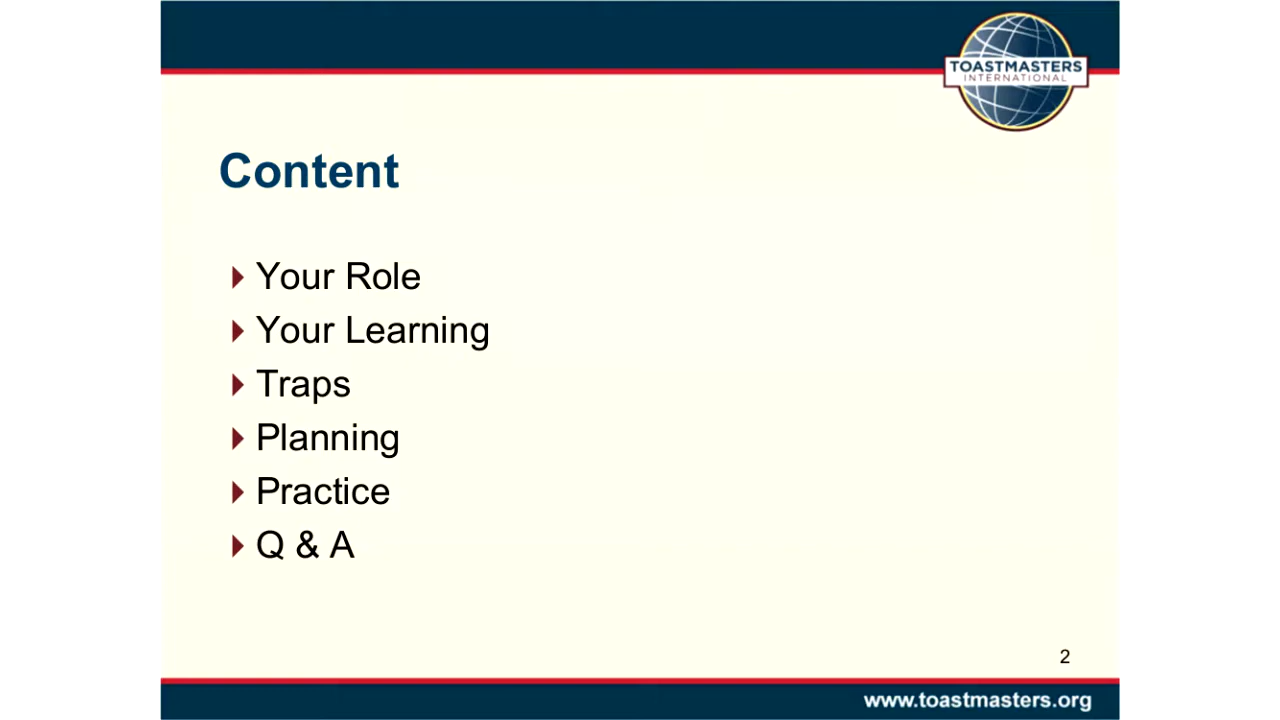 TOASTMASTERS
INTERNATIONAL
Content
Your Role
Your Learning
Traps
Planning
Practice
Q & A
2
www.toastmasters.org